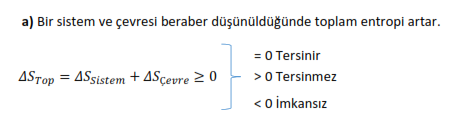 a) Bir sistem ve çevresi beraber düşünüldüğünde toplam entropi artar.
= 0 Tersinir
ΔS_Top = ΔS_Sistem + ΔS_Çevre ≥ 0
> 0 Tersinmez
< 0 İmkansız